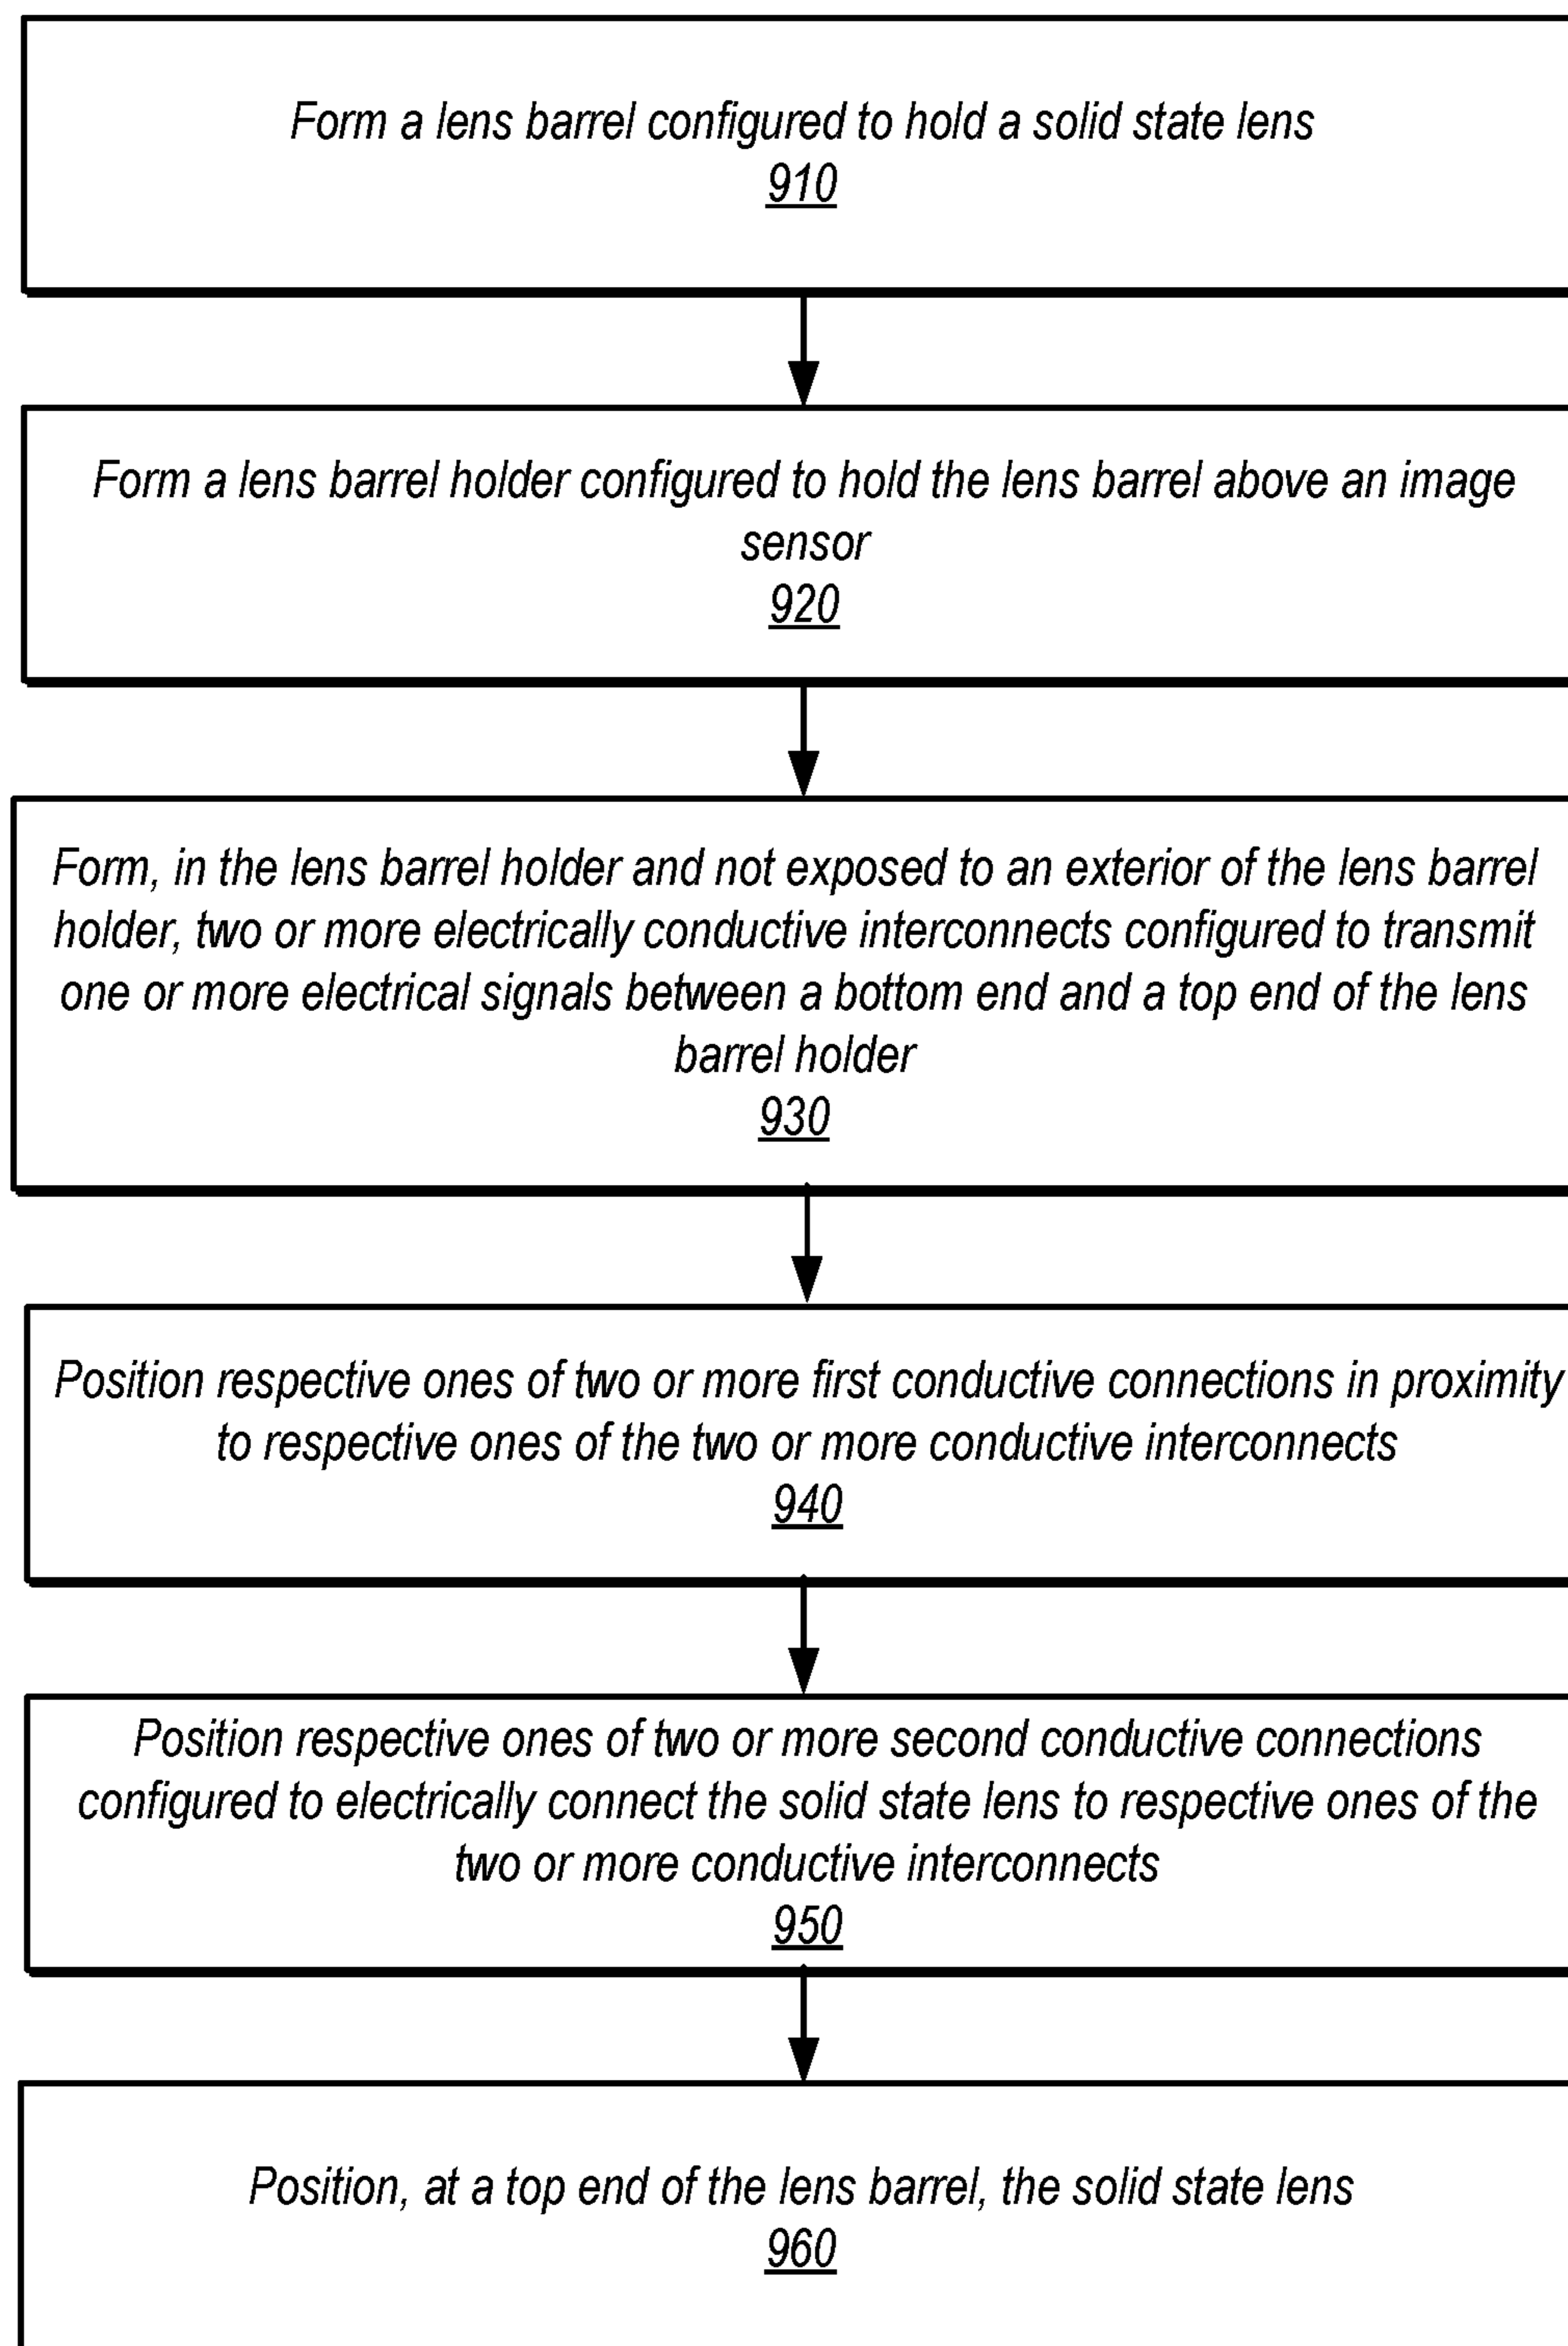 Form a lens barrel configured to hold a solid state lens
910
Form a lens barrel holder configured to hold the lens barrel above an image
sensor
920
Form, in the lens barrel holder and not exposed to an exterior of the lens barrel
holder, two or more electrically conductive interconnects configured to transmit
one or more electrical signals between a bottom end and a top end of the lens
barrel holder
930
Position respective ones of two or more first conductive connections in proximity
to respective ones of the two or more conductive interconnects
940
Position respective ones of two or more second conductive connections
configured to electrically connect the solid state lens to respective ones of the
two or more conductive interconnects
950
Position, at a top end of the lens barrel, the solid state lens
960